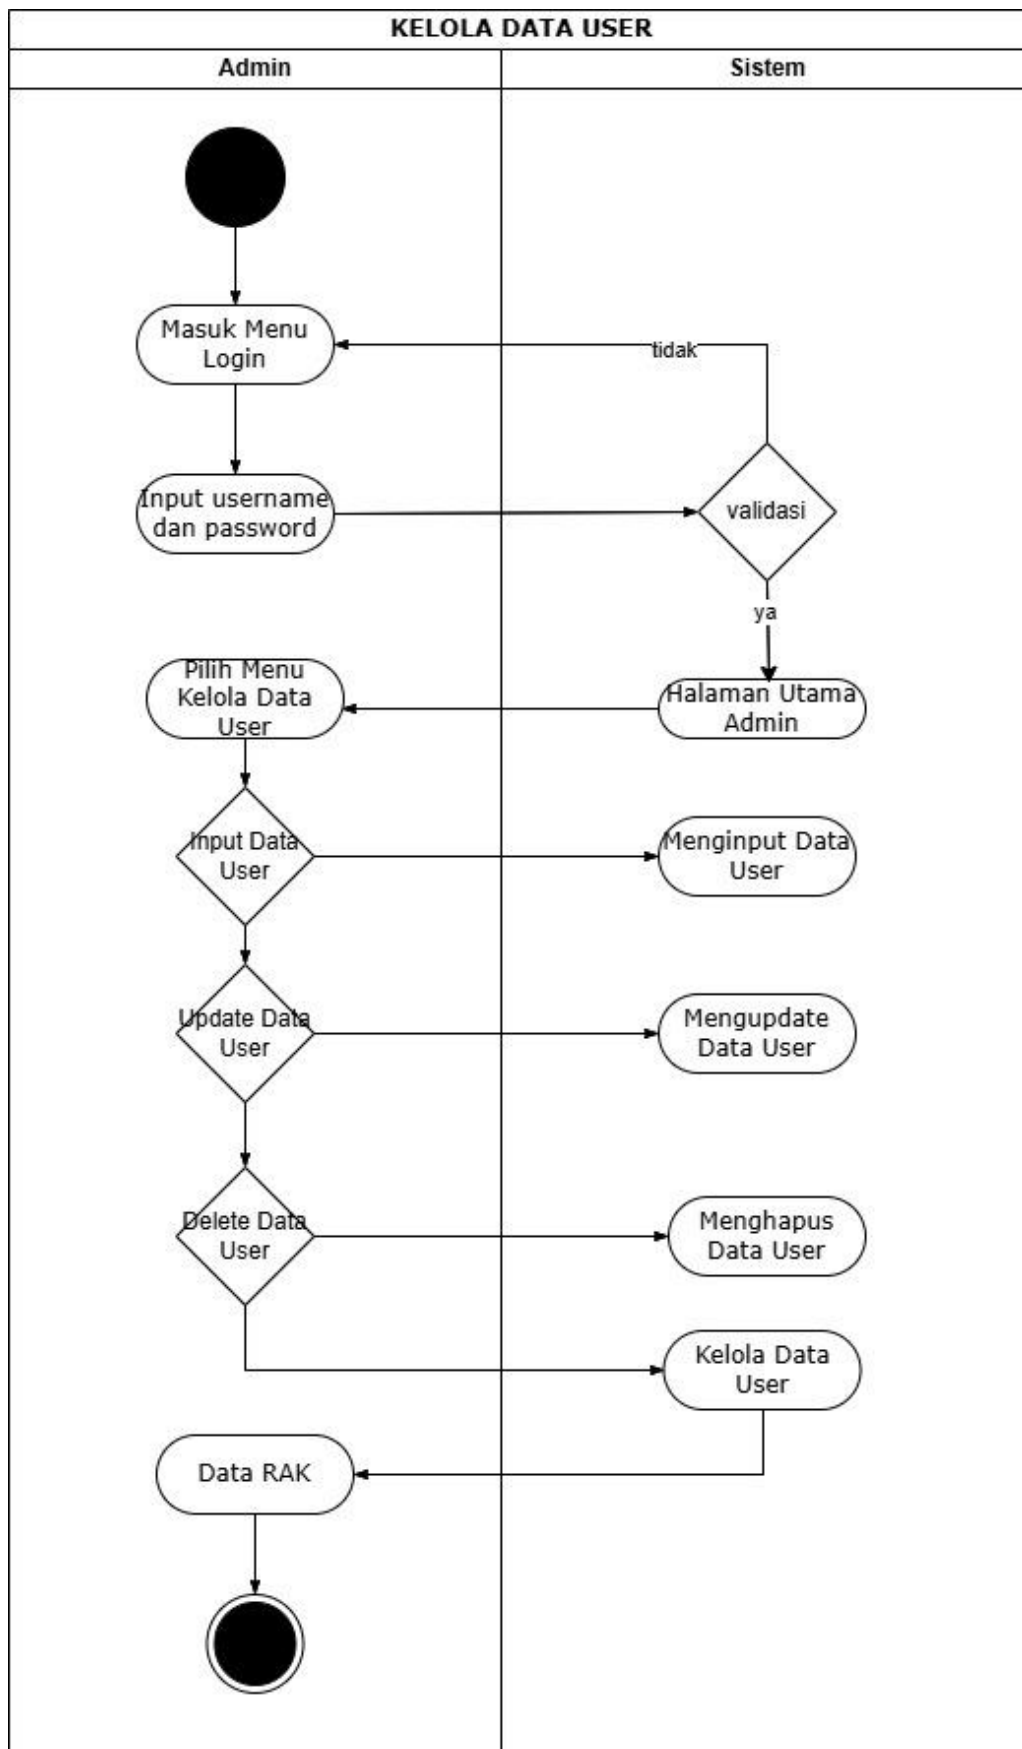 KELOLA DATA USER
Admin
Sistem
Masuk Menu
Login
tidak
Input username
dan password
validasi
ya
Pilih Menu
Kelola Data
User
Halaman Utama
Admin
Input Data
User
Menginput Data
User
Update Data
User
Mengupdate
Data User
Delete Data
User
Menghapus
Data User
Kelola Data
User
Data RAK